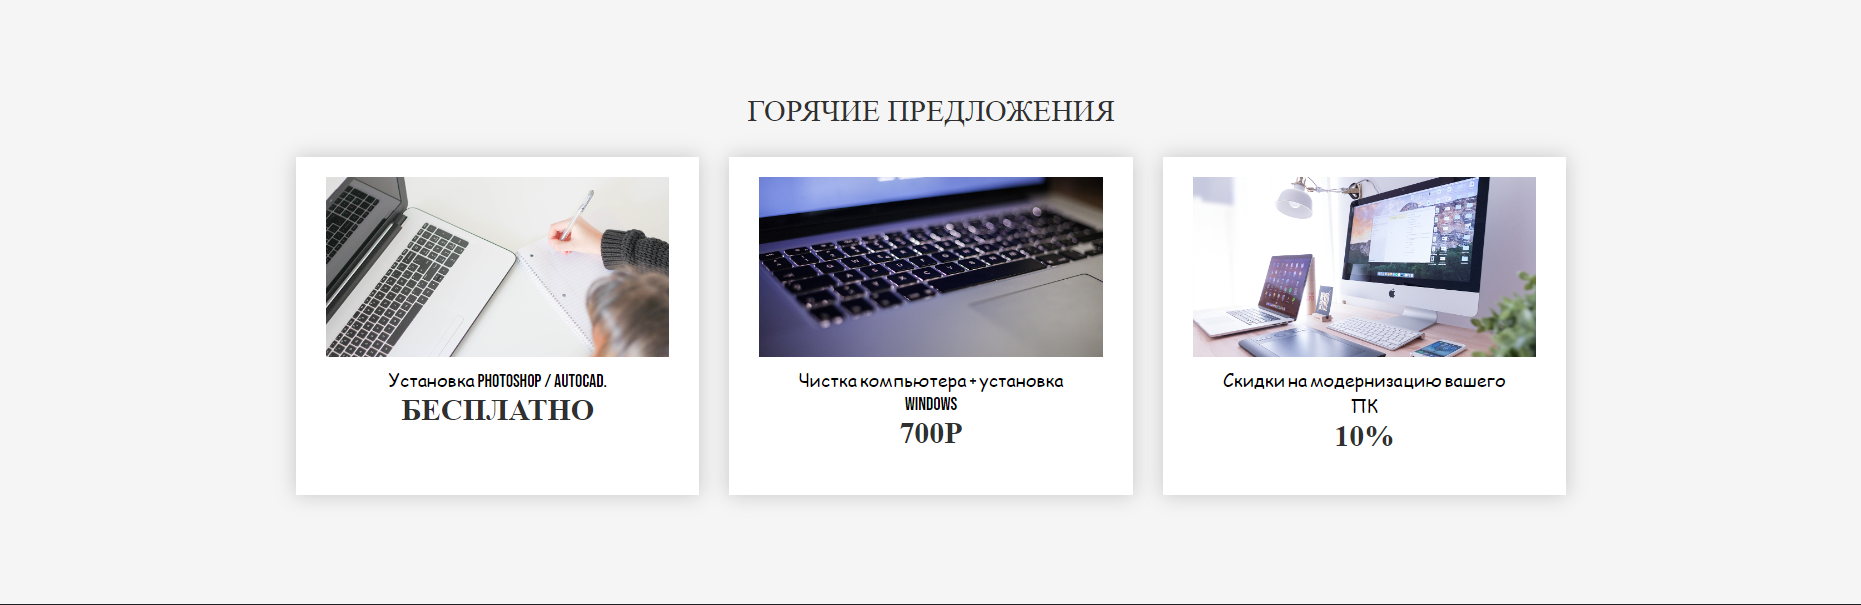 ГОРЯЧИЕ ПРЕДЛОЖЕНИЯ
Установка PHOTOSHOP / AUTOCAD.
БЕСПЛАТНО
Чистка компьютера + установка
WINDOWS
700Р
Скидки на модернизацию вашего
ПК
10%